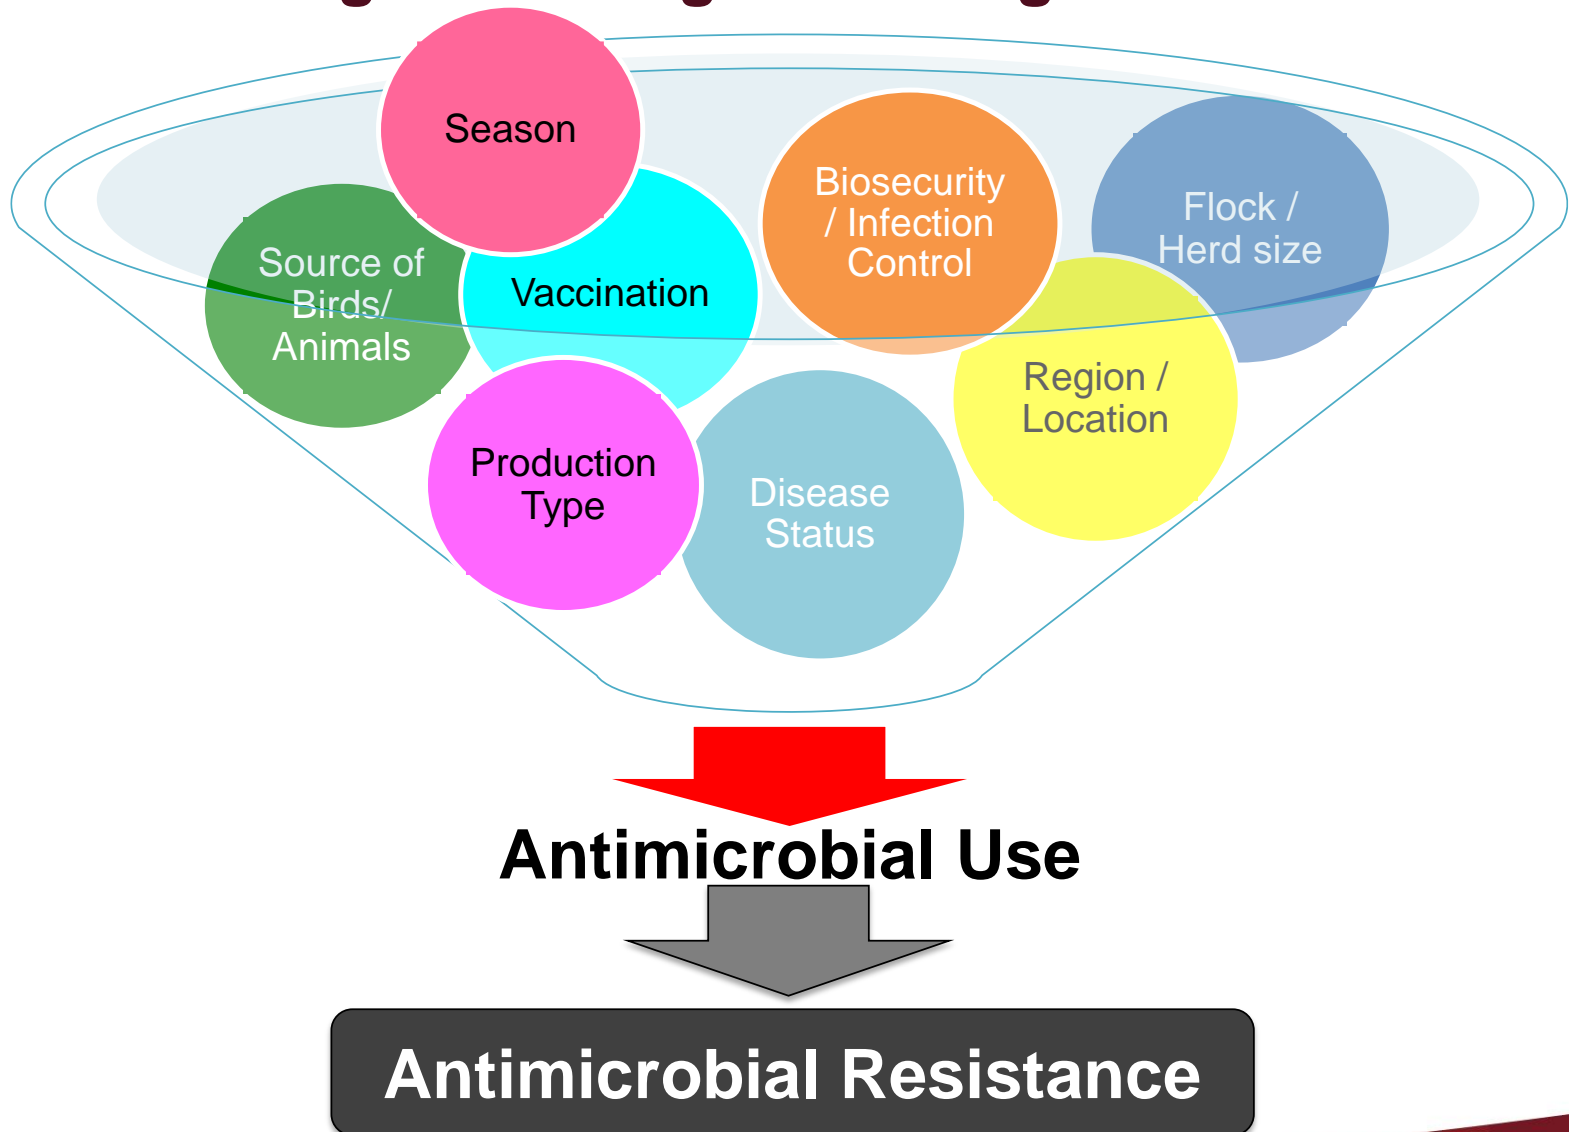 Season
Biosecurity
/ Infection
Control
Flock /
Herd size
Source of
Birds/
Animals
Vaccination
Region /
Location
Production
Type
Disease
Status
Antimicrobial Use
Antimicrobial Resistance